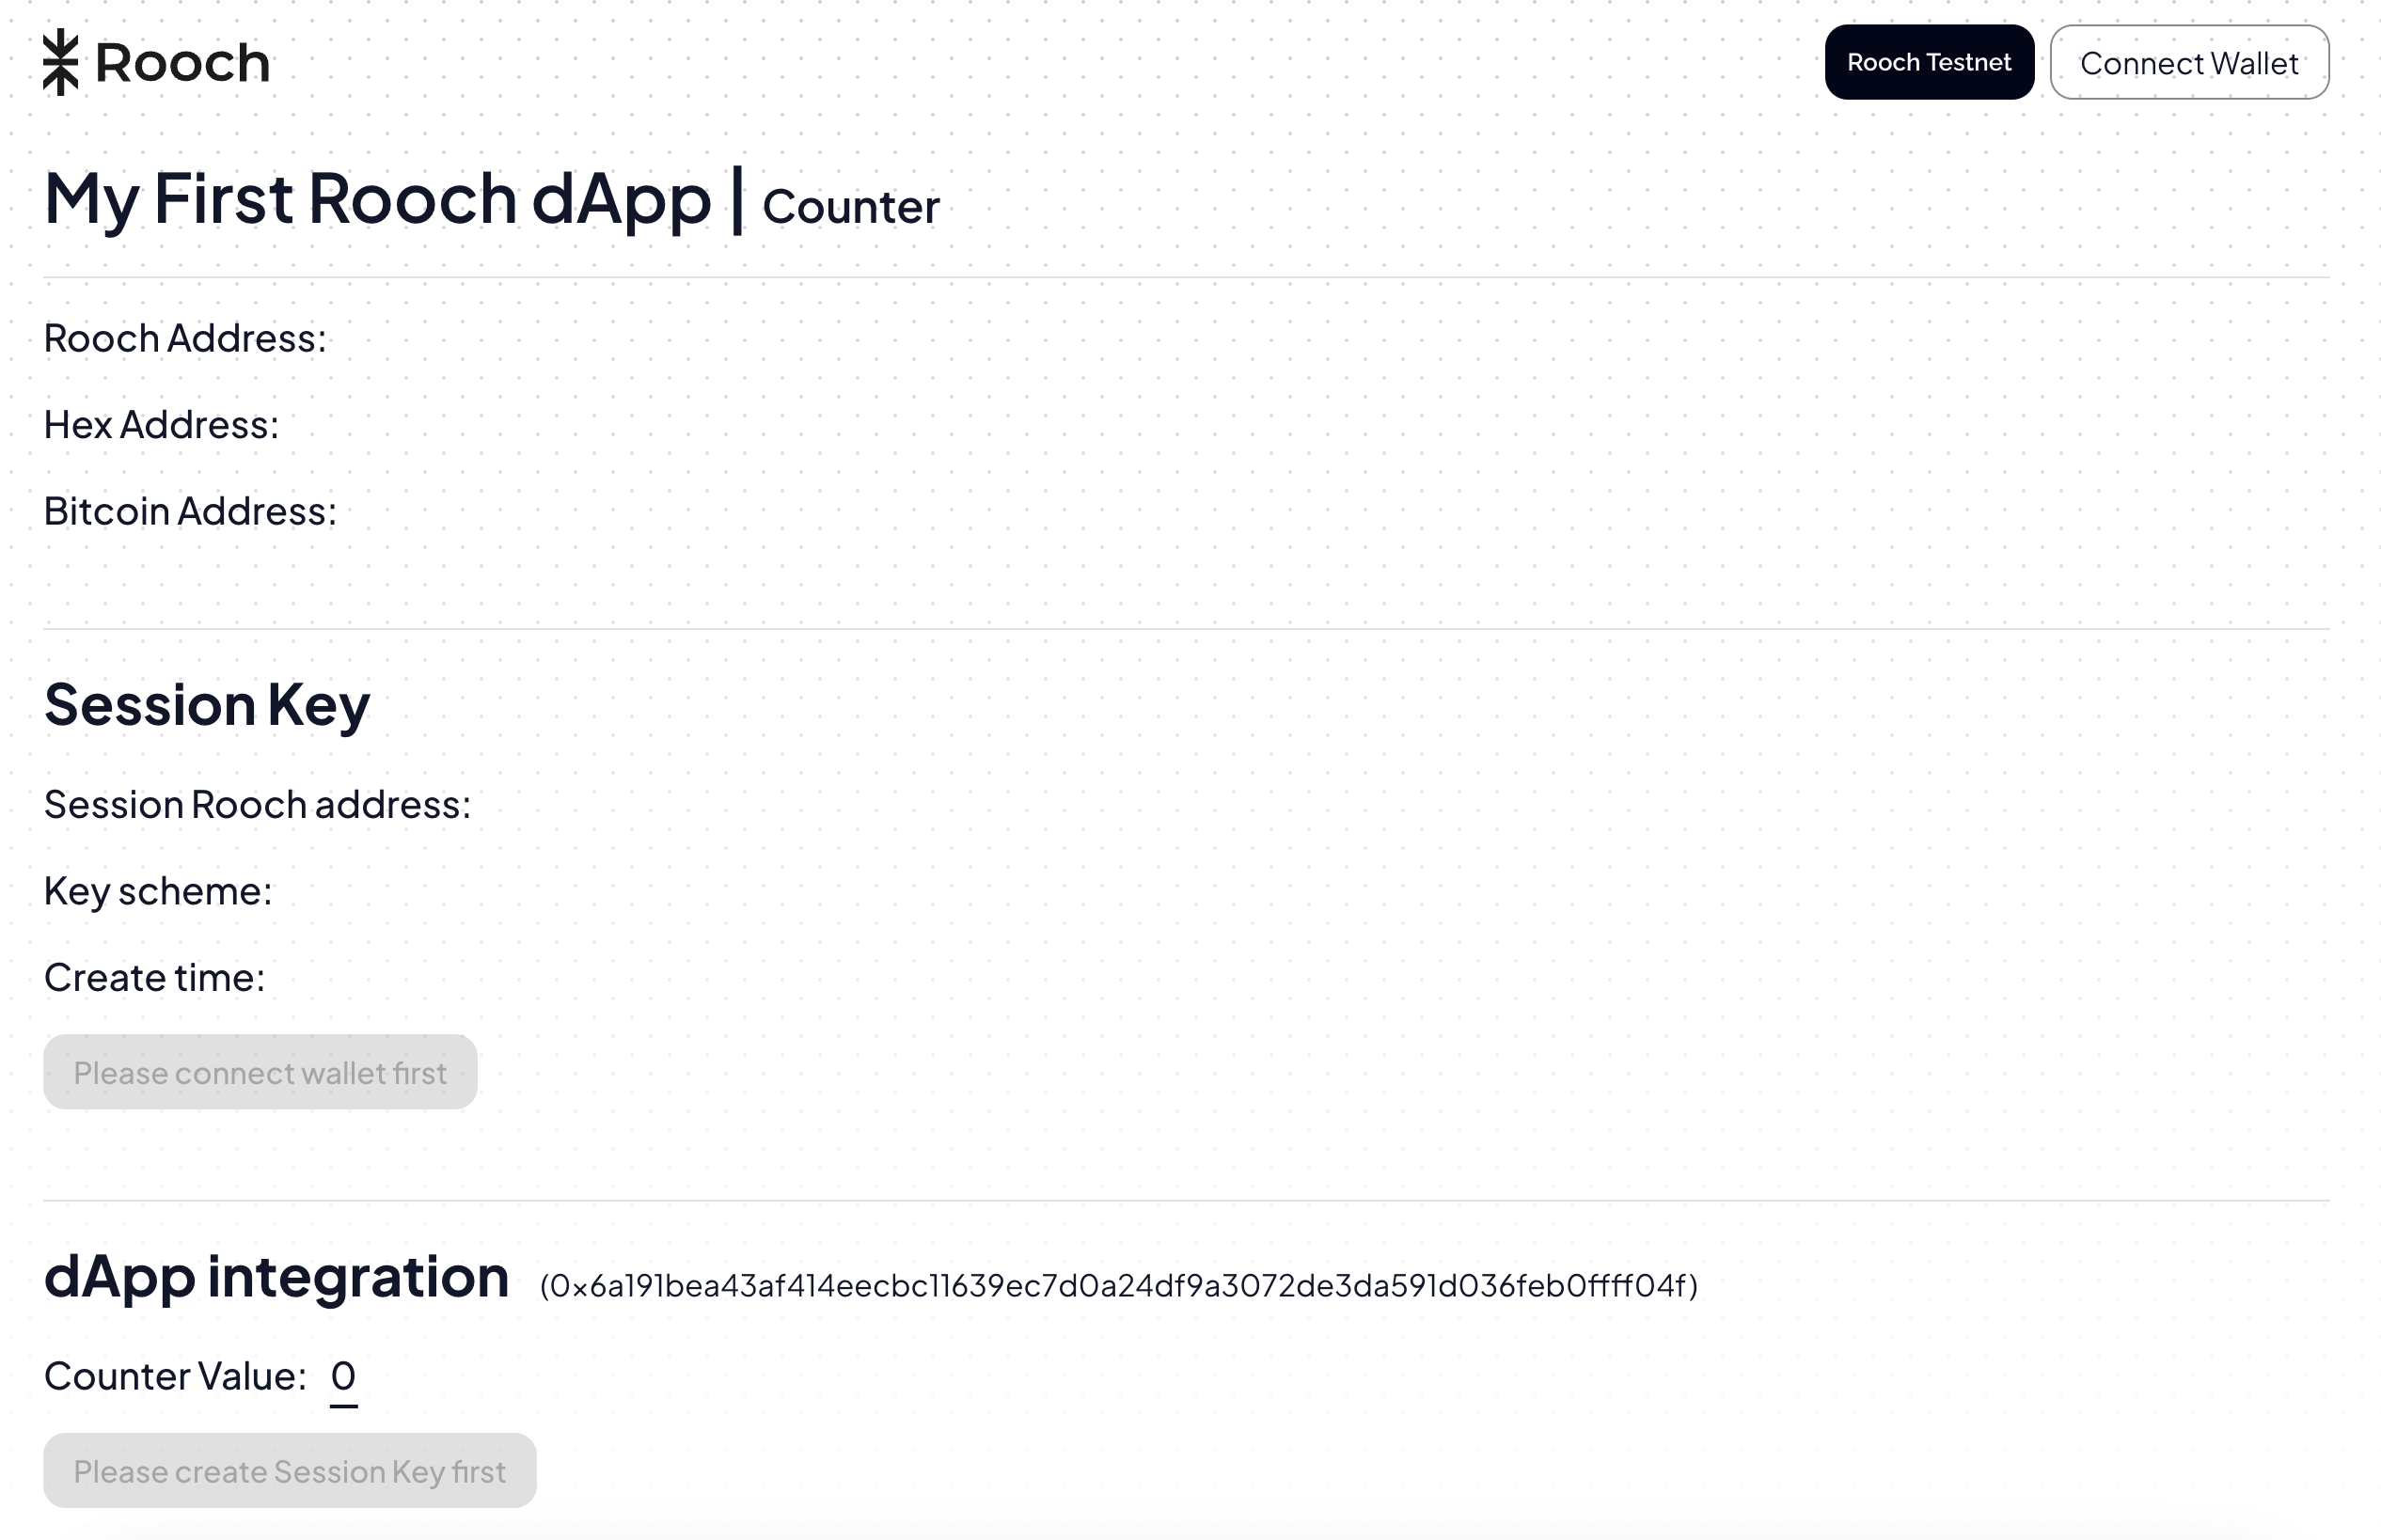 Rooch
Rooch Testnet
Connect Wallet
My First Rooch dApp | Counter
Rooch Address:
Hex Address:
Bitcoin Address:
Session Key
Session Rooch address:
Key scheme:
Create time:
Please connect wallet first
dApp integration (0x6a191bea43af414eecbc11639ec7d0a24df9a3072de3da591d036feb0ffff04f)
Counter Value: 0
Please create Session Key first